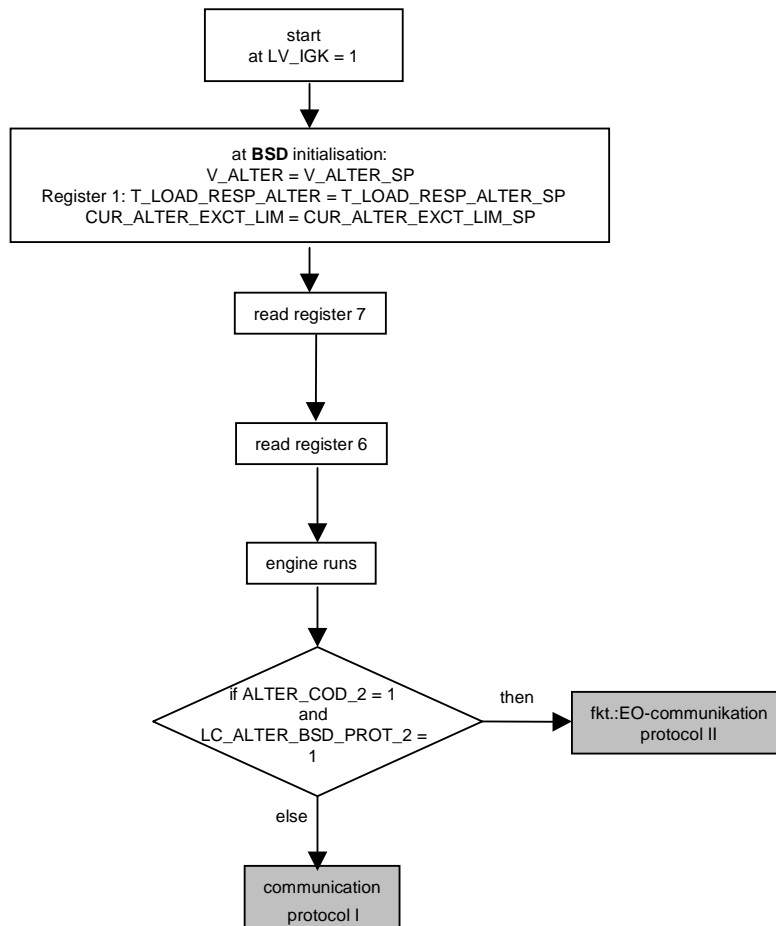 start
at LV_IGK = 1
at BSD initialisation:
V_ALTER = V_ALTER_SP
Register 1: T_LOAD_RESP_ALTER = T_LOAD_RESP_ALTER_SP
CUR_ALTER_EXCT_LIM = CUR_ALTER_EXCT_LIM_SP
read register 7
read register 6
engine runs
if ALTER_COD_2 = 1
and
LC_ALTER_BSD_PROT_2 =
1
then
fkt.:EO-communikation
protocol II
else
communication
protocol I